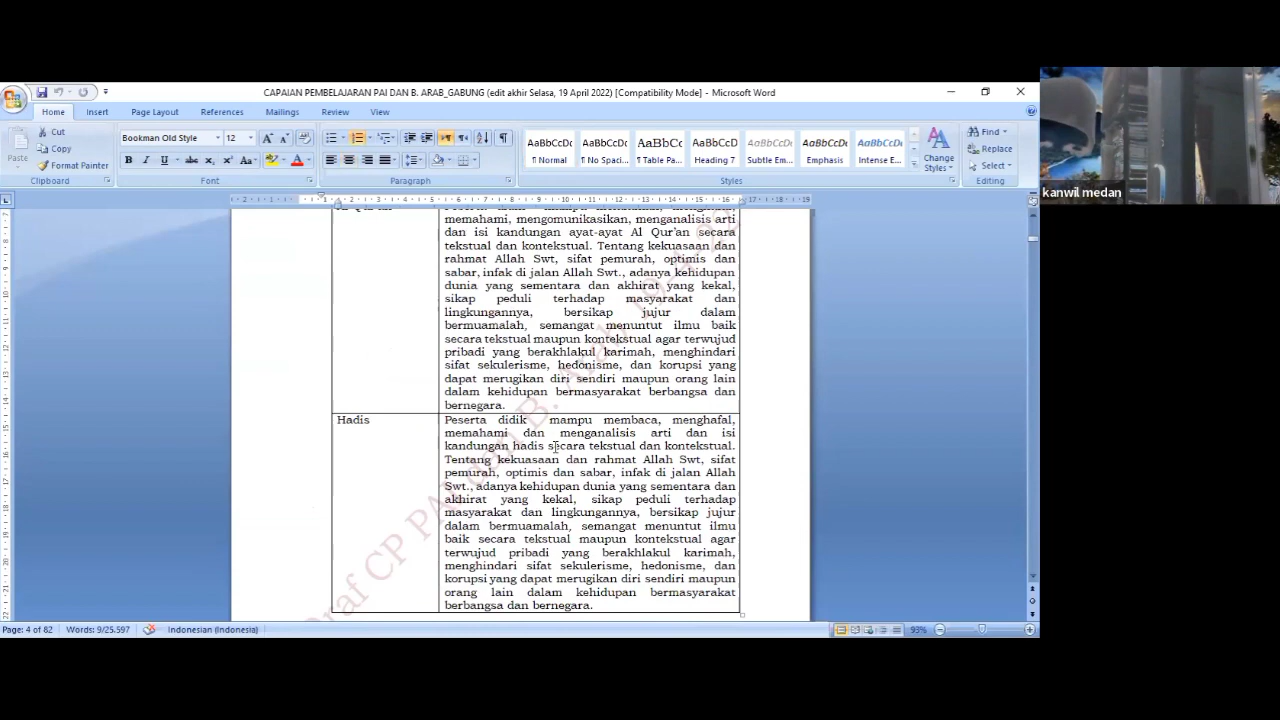 CAPAIAN PEMBELAJARAN PAI DAN B. ARAB_GABUNG (edit akhir Selasa, 19 April 2022) [Compatibility Mode] - Microsoft Word
Home Insert Page Layout References Mailings Review View
Paste
Cut
Copy
Format Painter
Clipboard
Bookman Old Style 12
Font
Paragraph
AaBbCcDc AaBbCcDc AaBbCc AaBbCcD AaBbCcDc AaBbCcDc AaBbCcDc
¶ Normal ¶ No Spaci... ¶ Table Pa... Heading 7 Subtle Em... Emphasis Intense E...
Change Styles
Styles
Find
Replace
Select
Editing
kanwil medan
memahami, mengomunikasikan, menganalisis arti
dan isi kandungan ayat-ayat Al Qur'an secara
tekstual dan kontekstual. Tentang kekuasaan dan
rahmat Allah Swt, sifat pemurah, optimis dan
sabar, infak di jalan Allah Swt., adanya kehidupan
dunia yang sementara dan akhirat yang kekal,
sikap peduli terhadap masyarakat dan
lingkungannya, bersikap jujur dalam
bermuamalah, semangat menuntut ilmu baik
secara tekstual maupun kontekstual agar terwujud
pribadi yang berakhlakul karimah, menghindari
sifat sekulerisme, hedonisme, dan korupsi yang
dapat merugikan diri sendiri maupun orang lain
dalam kehidupan bermasyarakat berbangsa dan
bernegara.
Hadis
Peserta didik mampu membaca, menghafal,
memahami dan menganalisis arti dan isi
kandungan hadis secara tekstual dan kontekstual.
Tentang kekuasaan dan rahmat Allah Swt, sifat
pemurah, optimis dan sabar, infak di jalan Allah
Swt., adanya kehidupan dunia yang sementara dan
akhirat yang kekal, sikap peduli terhadap
masyarakat dan lingkungannya, bersikap jujur
dalam bermuamalah, semangat menuntut ilmu
baik secara tekstual maupun kontekstual agar
terwujud pribadi yang berakhlakul karimah,
menghindari sifat sekulerisme, hedonisme, dan
korupsi yang dapat merugikan diri sendiri maupun
orang lain dalam kehidupan bermasyarakat
berbangsa dan bernegara.
Page: 4 of 82 Words: 9/25.597 Indonesian (Indonesia) 93%